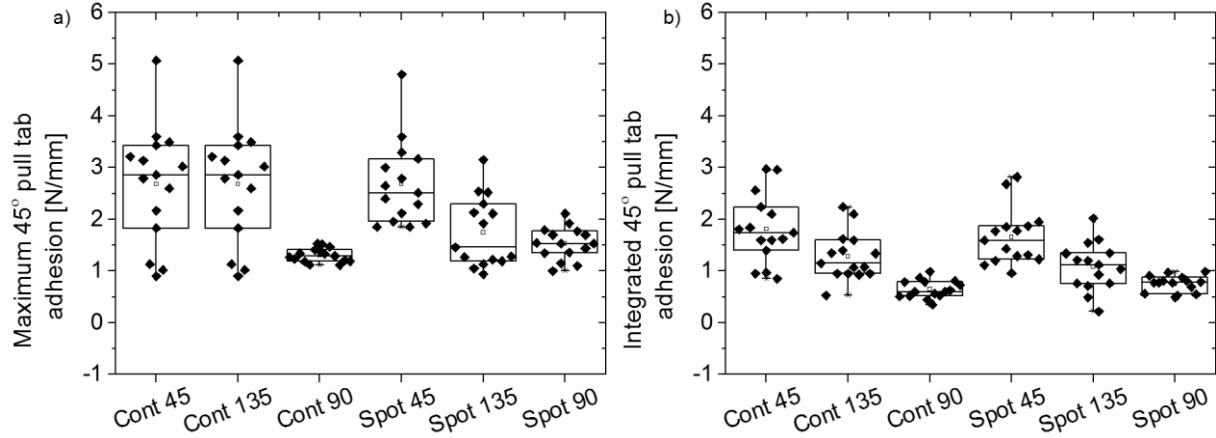 a)
Maximum 45° pull tab
adhesion [N/mm]
6
5
4
3
2
1
0
-1
Cont 45
Cont 135
Cont 90
Spot 45
Spot 135
Spot 90
b)
Integrated 45° pull tab
adhesion [N/mm]
6
5
4
3
2
1
0
-1
Cont 45
Cont 135
Cont 90
Spot 45
Spot 135
Spot 90